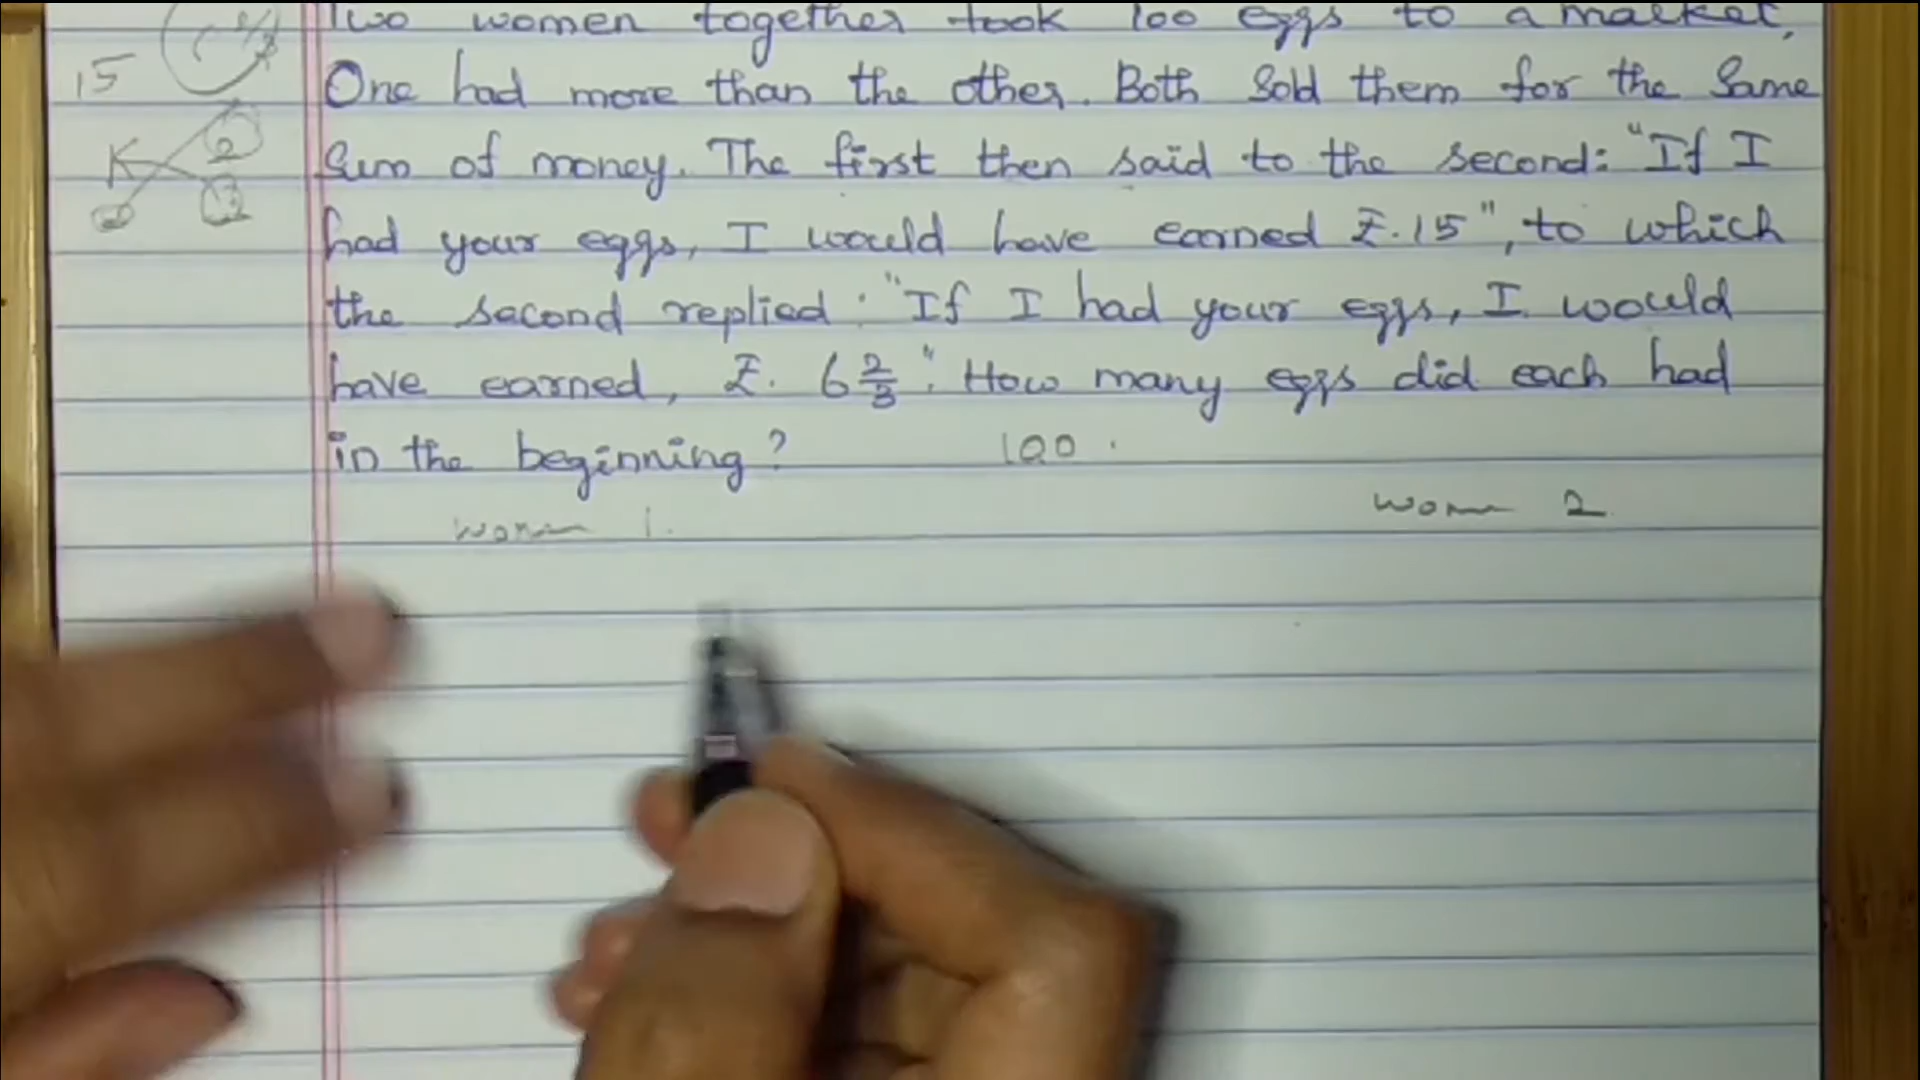 Two women together took 100 eggs to a market,
15
One had more than the other. Both Sold them for the Same
K 2
Sum of money. The first then said to the second: "If I
had your eggs, I would have earned ₹.15", to which
the second replied: "If I had your eggs, I would
have earned, ₹. 6 2/3". How many eggs did each had
in the beginning? 100.
women 1. women 2